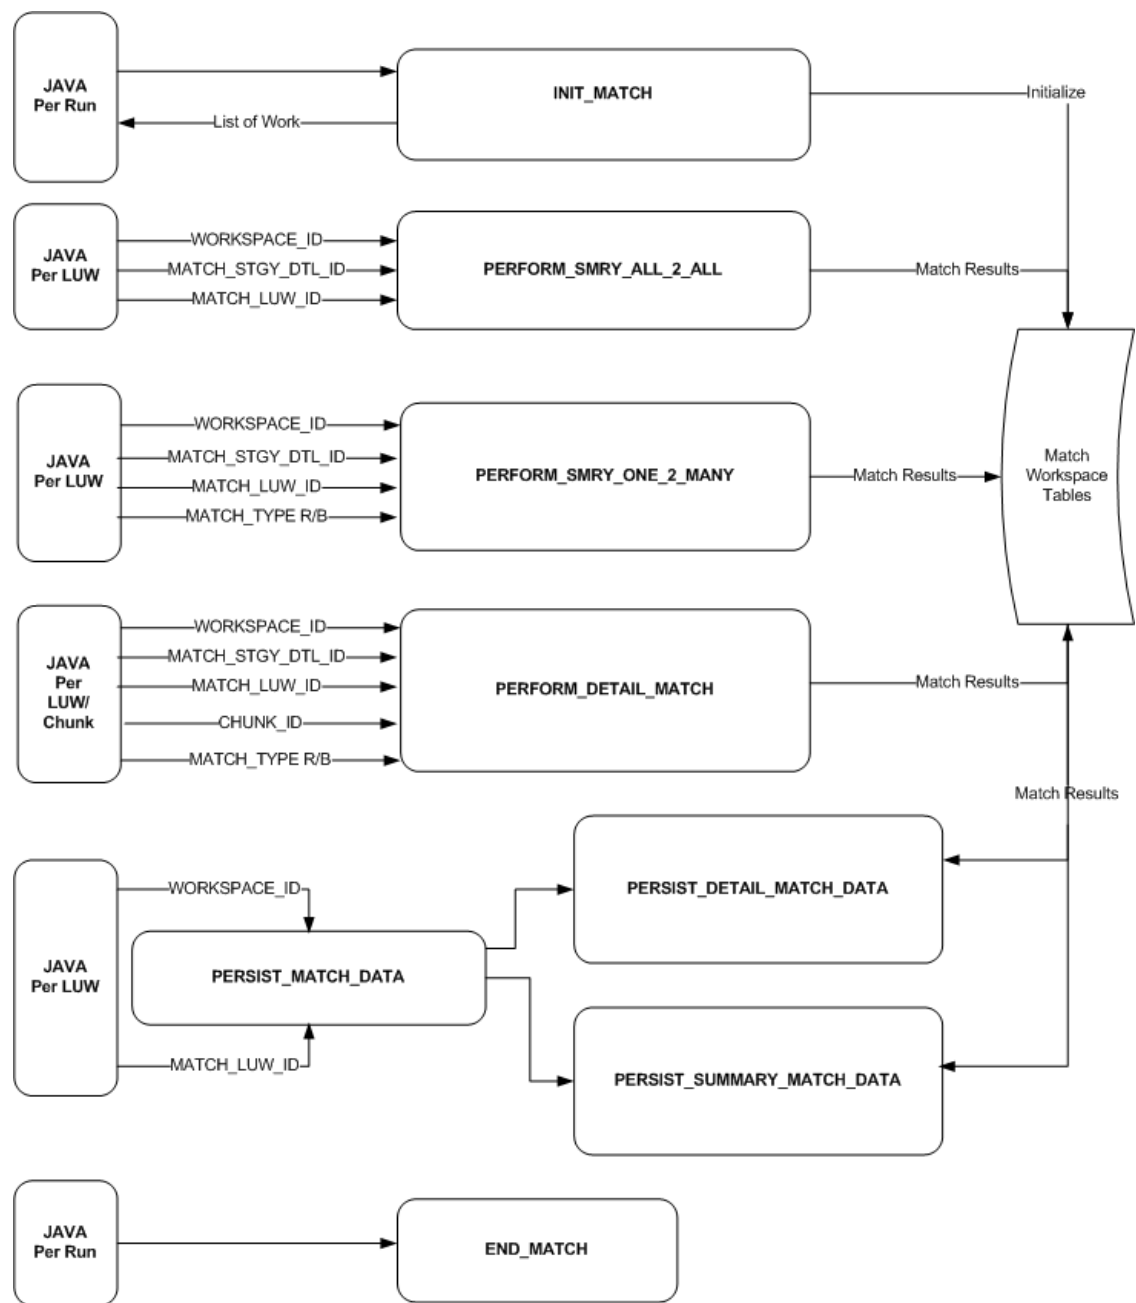 JAVA
Per Run
List of Work
INIT_MATCH
Initialize
JAVA
Per LUW
WORKSPACE_ID
MATCH_STGY_DTL_ID
MATCH_LUW_ID
PERFORM_SMRY_ALL_2_ALL
Match Results
JAVA
Per LUW
WORKSPACE_ID
MATCH_STGY_DTL_ID
MATCH_LUW_ID
MATCH_TYPE R/B
PERFORM_SMRY_ONE_2_MANY
Match Results
Match
Workspace
Tables
JAVA
Per
LUW/
Chunk
WORKSPACE_ID
MATCH_STGY_DTL_ID
MATCH_LUW_ID
CHUNK_ID
MATCH_TYPE R/B
PERFORM_DETAIL_MATCH
Match Results
Match Results
JAVA
Per LUW
WORKSPACE_ID
MATCH_LUW_ID
PERSIST_MATCH_DATA
PERSIST_DETAIL_MATCH_DATA
PERSIST_SUMMARY_MATCH_DATA
JAVA
Per Run
END_MATCH